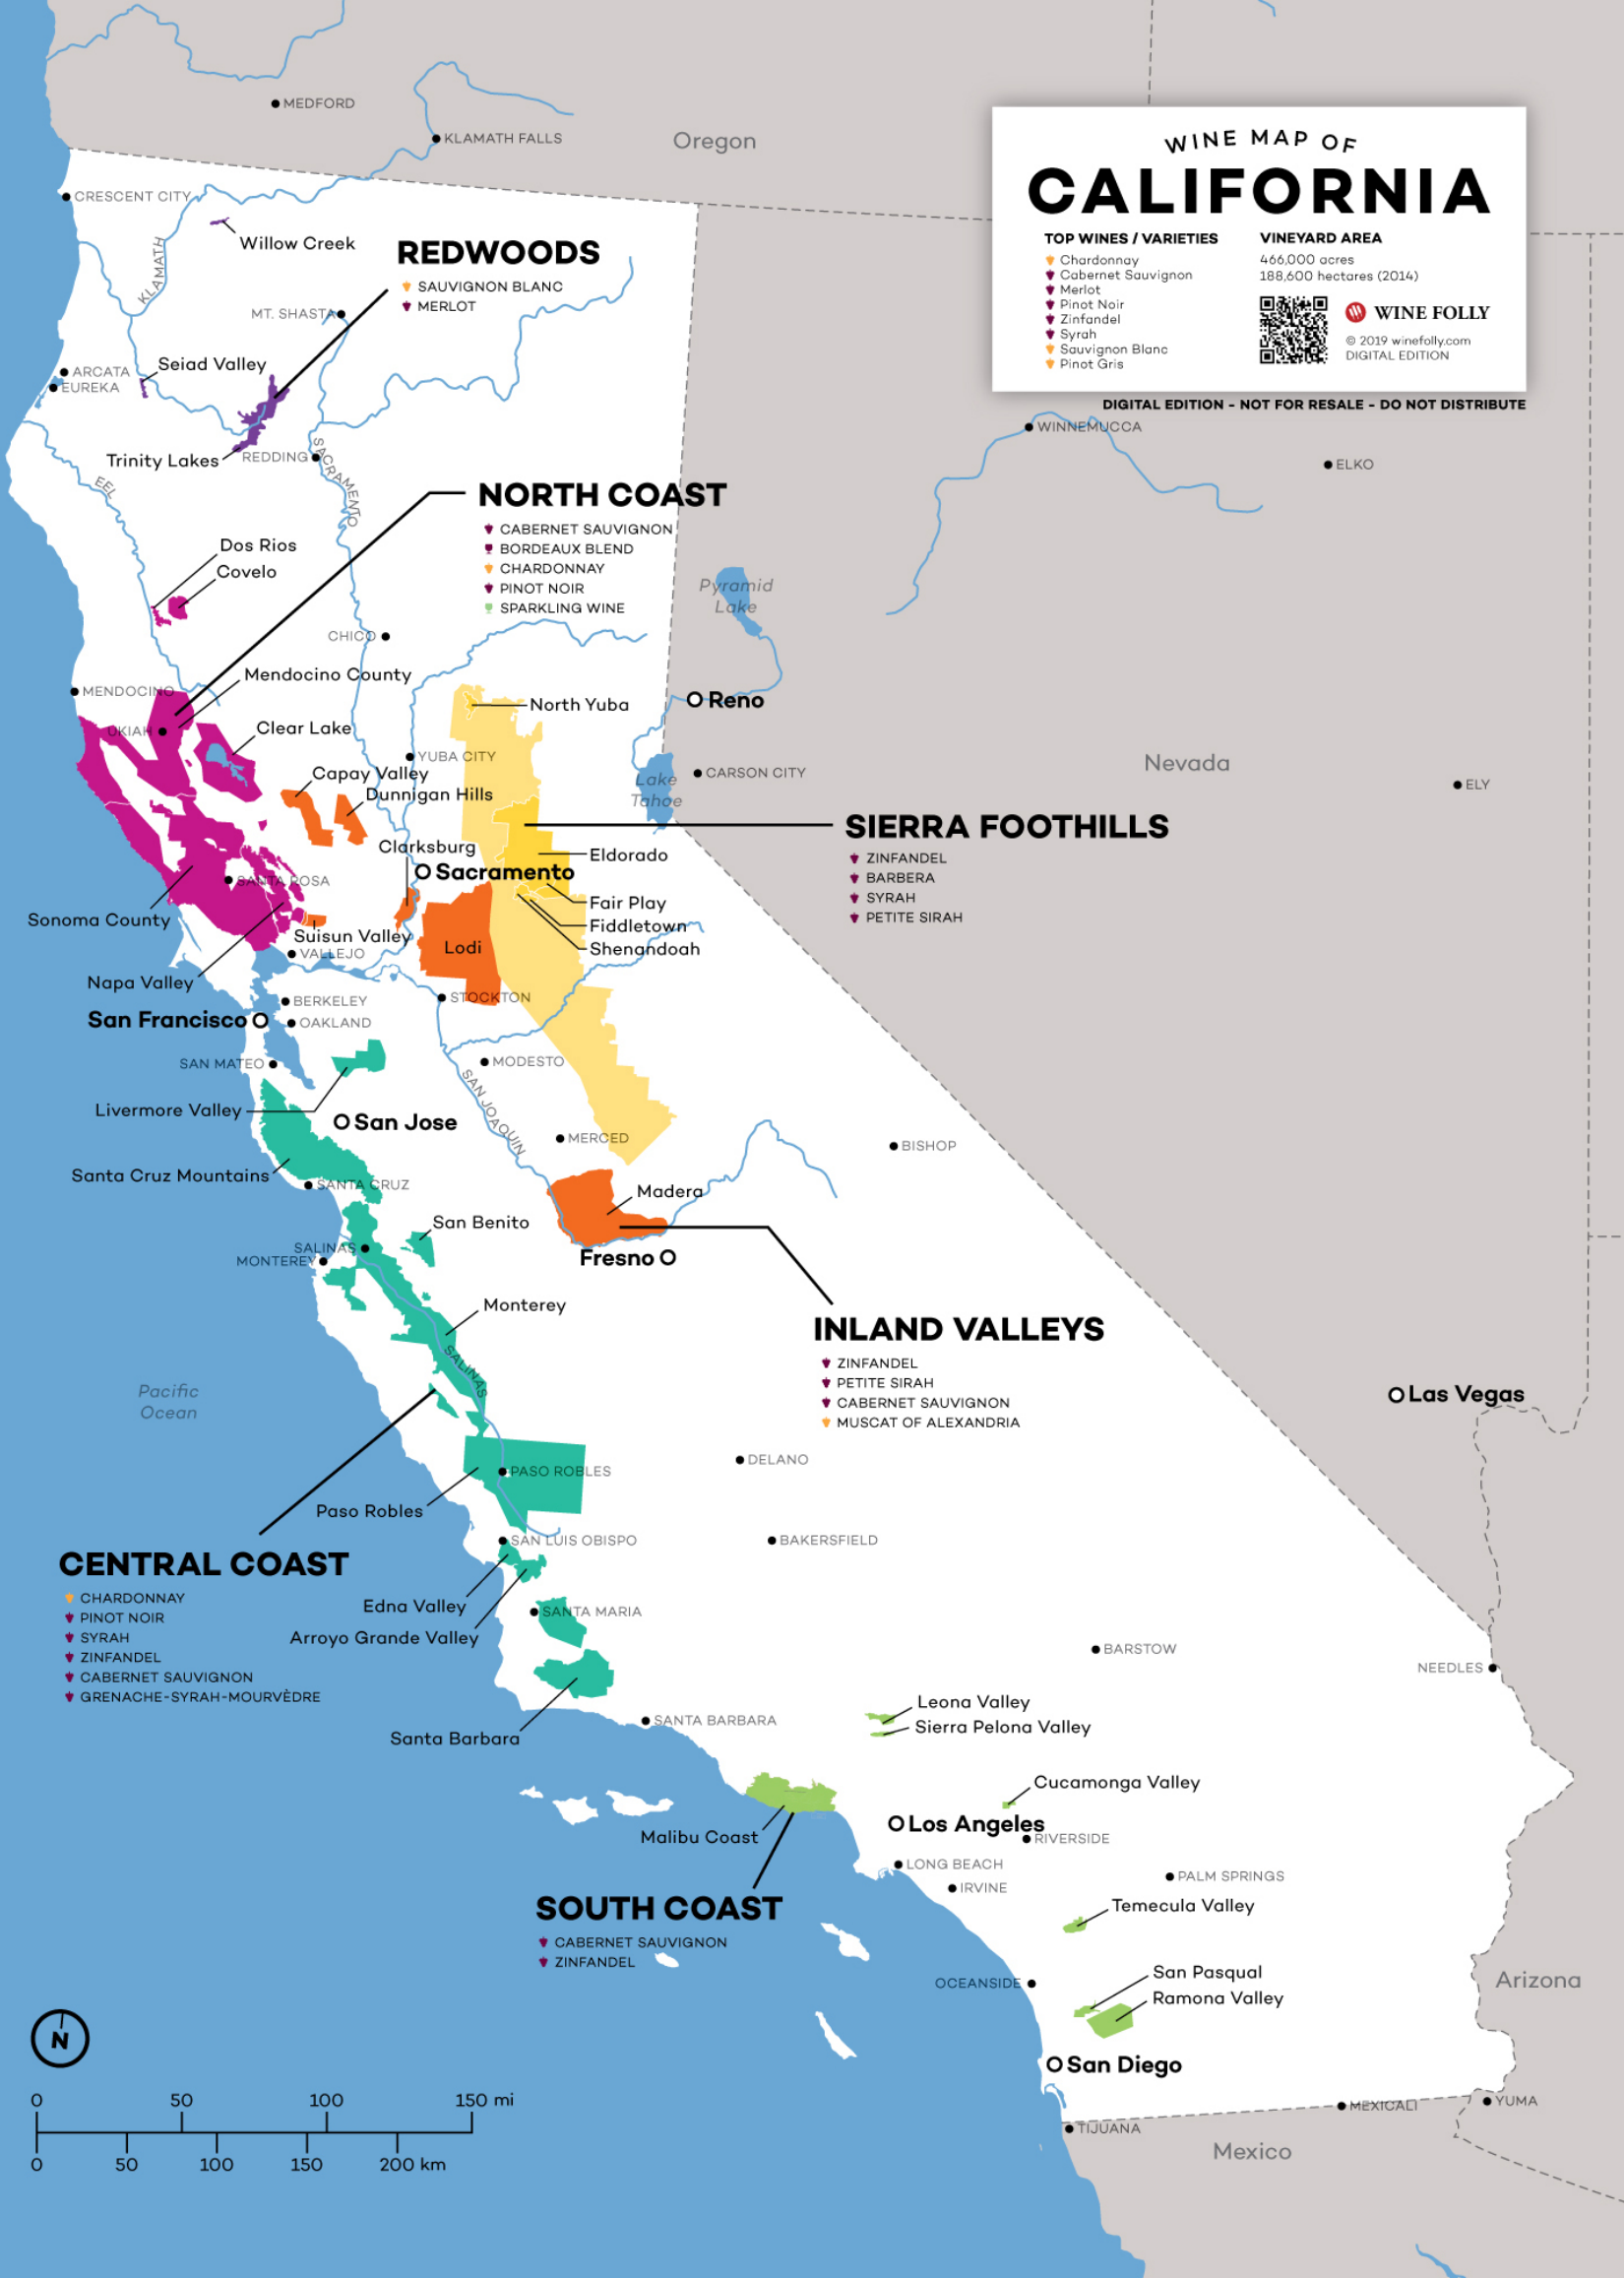 WINE MAP OF
CALIFORNIA
TOP WINES / VARIETIES
Chardonnay
Cabernet Sauvignon
Merlot
Pinot Noir
Zinfandel
Syrah
Sauvignon Blanc
Pinot Gris
VINEYARD AREA
466,000 acres
188,600 hectares (2014)
WINE FOLLY
© 2019 winefolly.com
DIGITAL EDITION
DIGITAL EDITION - NOT FOR RESALE - DO NOT DISTRIBUTE
MEDFORD
KLAMATH FALLS
Oregon
CRESCENT CITY
Willow Creek
KLAMATH
REDWOODS
SAUVIGNON BLANC
MERLOT
MT. SHASTA
Seiad Valley
ARCATA
EUREKA
Trinity Lakes
REDDING
SACRAMENTO
EEL
WINNEMUCCA
ELKO
NORTH COAST
CABERNET SAUVIGNON
BORDEAUX BLEND
CHARDONNAY
PINOT NOIR
SPARKLING WINE
Dos Rios
Covelo
Pyramid
Lake
CHICO
Mendocino County
MENDOCINO
UKIAH
Clear Lake
North Yuba
Reno
YUBA CITY
Capay Valley
Dunnigan Hills
Lake
Tahoe
CARSON CITY
Nevada
ELY
Clarksburg
Sacramento
Eldorado
SIERRA FOOTHILLS
ZINFANDEL
BARBERA
SYRAH
PETITE SIRAH
SANTA ROSA
Fair Play
Fiddletown
Shenandoah
Sonoma County
Suisun Valley
Lodi
VALLEJO
Napa Valley
BERKELEY
STOCKTON
San Francisco
OAKLAND
SAN MATEO
MODESTO
SAN JOAQUIN
Livermore Valley
San Jose
MERCED
BISHOP
Santa Cruz Mountains
SANTA CRUZ
Madera
San Benito
SALINAS
MONTEREY
Fresno
Monterey
INLAND VALLEYS
ZINFANDEL
PETITE SIRAH
CABERNET SAUVIGNON
MUSCAT OF ALEXANDRIA
SALINAS
Pacific
Ocean
Las Vegas
DELANO
PASO ROBLES
Paso Robles
SAN LUIS OBISPO
BAKERSFIELD
CENTRAL COAST
CHARDONNAY
PINOT NOIR
SYRAH
ZINFANDEL
CABERNET SAUVIGNON
GRENACHE-SYRAH-MOURVÈDRE
Edna Valley
SANTA MARIA
Arroyo Grande Valley
BARSTOW
NEEDLES
Leona Valley
Sierra Pelona Valley
SANTA BARBARA
Santa Barbara
Cucamonga Valley
Los Angeles
RIVERSIDE
Malibu Coast
LONG BEACH
IRVINE
PALM SPRINGS
SOUTH COAST
CABERNET SAUVIGNON
ZINFANDEL
Temecula Valley
San Pasqual
Ramona Valley
OCEANSIDE
Arizona
San Diego
MEXICALI
YUMA
TIJUANA
Mexico
N
0 50 100 150 mi
0 50 100 150 200 km